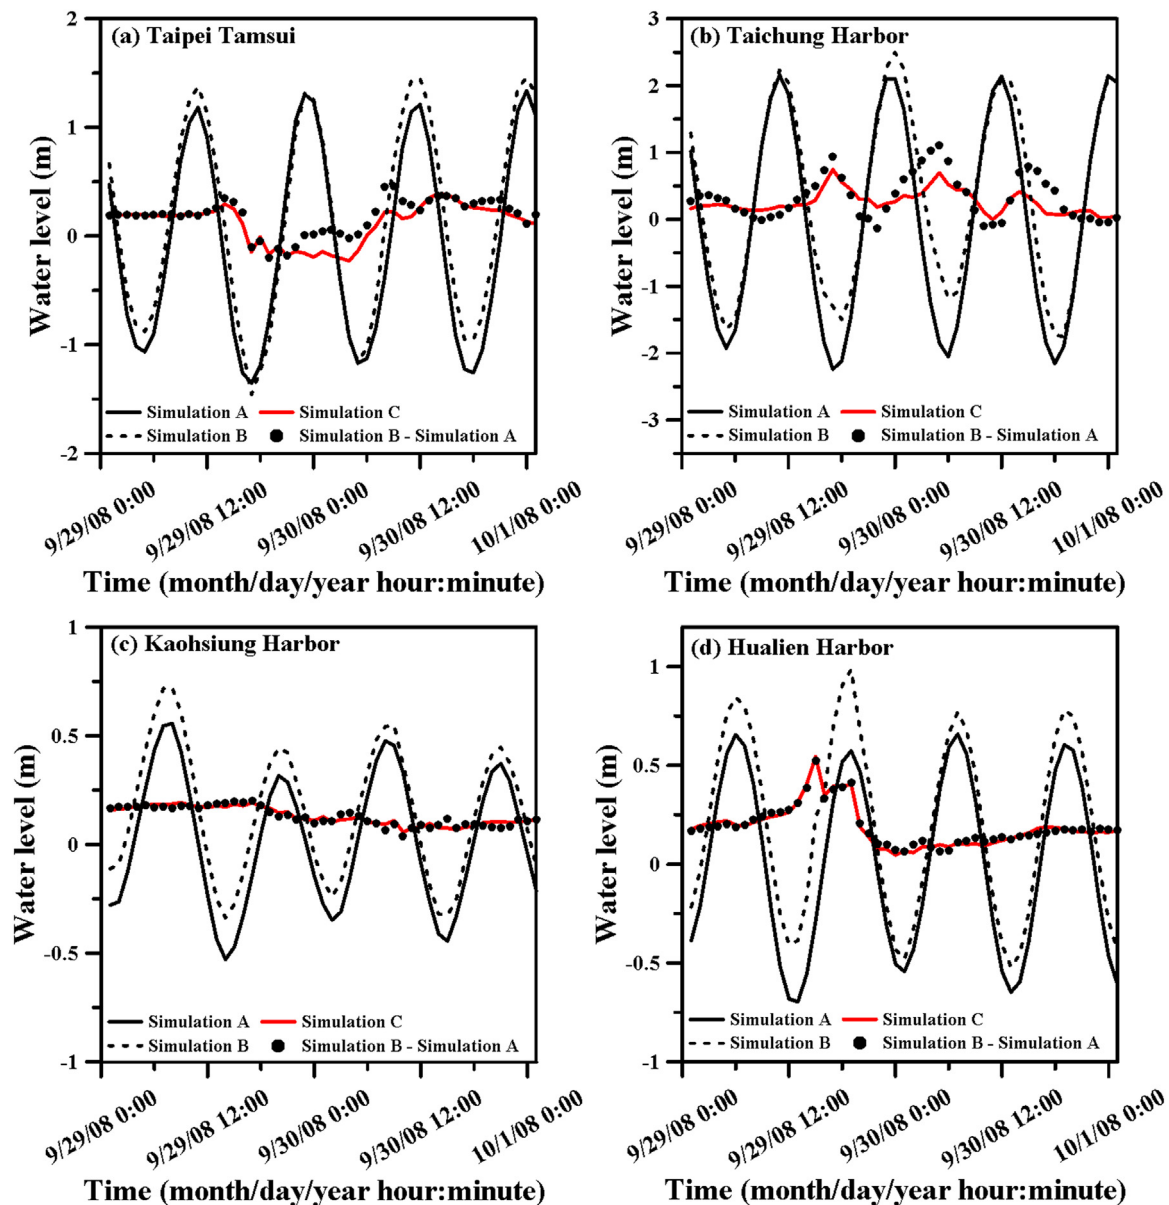 (a) Taipei Tamsui
2
1
0
-1
-2
Water level (m)
Simulation A
Simulation C
Simulation B
Simulation B - Simulation A
9/29/08 0:00
9/29/08 12:00
9/30/08 0:00
9/30/08 12:00
10/1/08 0:00
Time (month/day/year hour:minute)
(b) Taichung Harbor
3
2
1
0
-1
-2
-3
Water level (m)
Simulation A
Simulation C
Simulation B
Simulation B - Simulation A
9/29/08 0:00
9/29/08 12:00
9/30/08 0:00
9/30/08 12:00
10/1/08 0:00
Time (month/day/year hour:minute)
(c) Kaohsiung Harbor
1
0.5
0
-0.5
-1
Water level (m)
Simulation A
Simulation C
Simulation B
Simulation B - Simulation A
9/29/08 0:00
9/29/08 12:00
9/30/08 0:00
9/30/08 12:00
10/1/08 0:00
Time (month/day/year hour:minute)
(d) Hualien Harbor
1
0.5
0
-0.5
-1
Water level (m)
Simulation A
Simulation C
Simulation B
Simulation B - Simulation A
9/29/08 0:00
9/29/08 12:00
9/30/08 0:00
9/30/08 12:00
10/1/08 0:00
Time (month/day/year hour:minute)